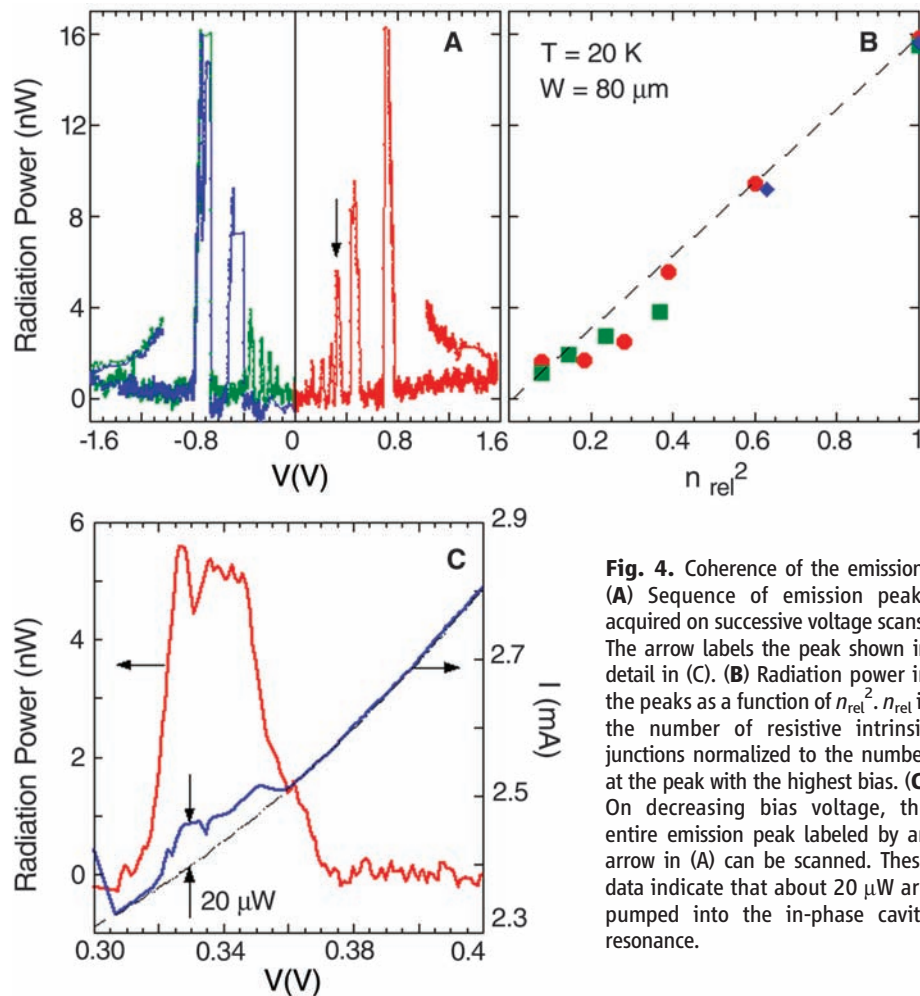 16
12
8
4
0
Radiation Power (nW)
A
-1.6
-0.8
0
0.8
1.6
V(V)
B
T = 20 K
W = 80 μm
0.2
0.4
0.6
0.8
1
n rel²
6
5
4
2
0
Radiation Power (nW)
C
20 μW
2.9
2.7
2.5
2.3
I (mA)
0.30
0.34
0.38
0.4
V(V)
Fig. 4. Coherence of the emission
(A) Sequence of emission peak
acquired on successive voltage scans
The arrow labels the peak shown in
detail in (C). (B) Radiation power in
the peaks as a function of n rel². n rel i
the number of resistive intrinsi
junctions normalized to the number
at the peak with the highest bias. (C
On decreasing bias voltage, th
entire emission peak labeled by an
arrow in (A) can be scanned. Thes
data indicate that about 20 μW ar
pumped into the in-phase cavit
resonance.